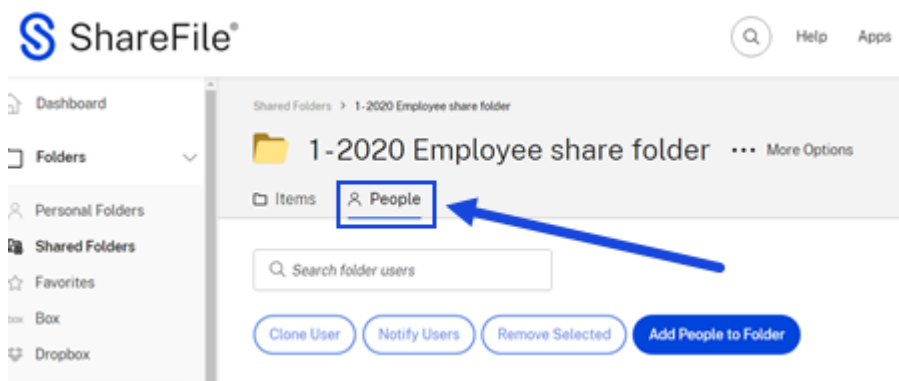 ShareFile®
Help Apps
Dashboard
Folders
Personal Folders
Shared Folders
Favorites
Box
Dropbox
Shared Folders > 1-2020 Employee share folder
1-2020 Employee share folder ••• More Options
Items People
Search folder users
Clone User Notify Users Remove Selected Add People to Folder